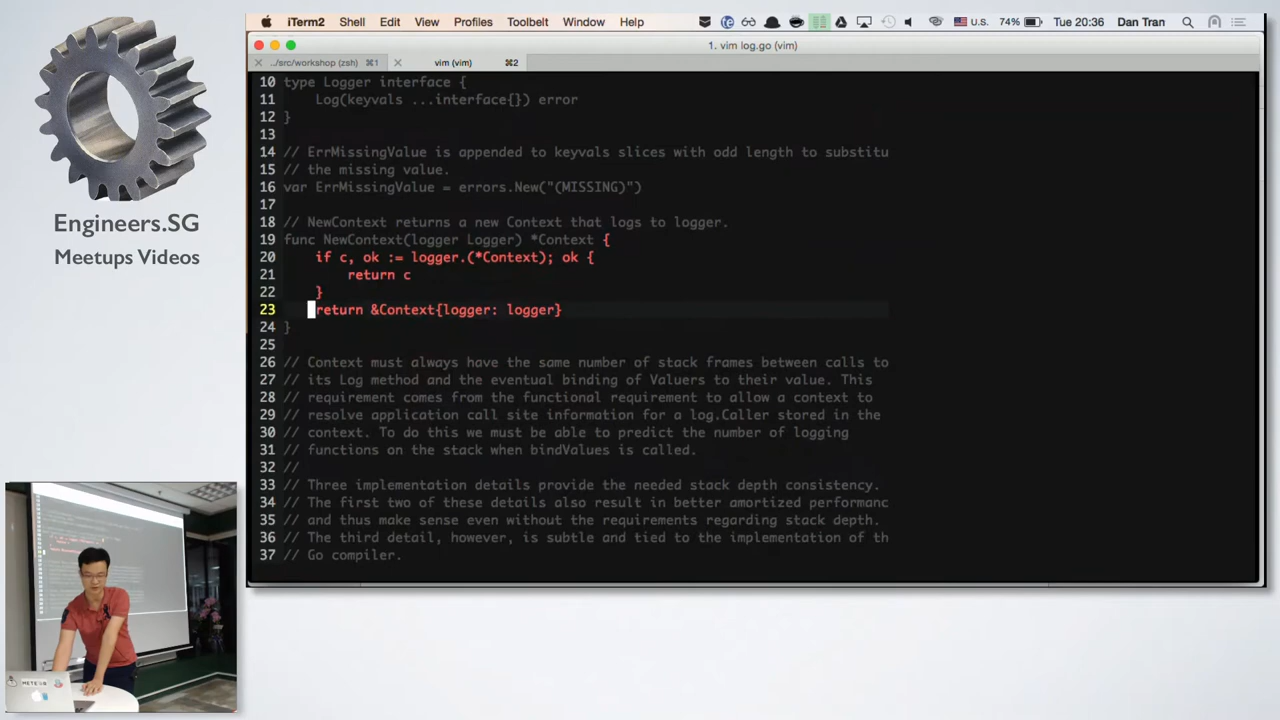 Engineers.SG
Meetups Videos
iTerm2 Shell Edit View Profiles Toolbelt Window Help
U.S. 74% Tue 20:36 Dan Tran
1. vim log.go (vim)
../src/workshop (zsh) ⌘1
vim (vim) ⌘2
10 type Logger interface {
11     Log(keyvals ...interface{}) error
12 }
13
14 // ErrMissingValue is appended to keyvals slices with odd length to substitu
15 // the missing value.
16 var ErrMissingValue = errors.New("(MISSING)")
17
18 // NewContext returns a new Context that logs to logger.
19 func NewContext(logger Logger) *Context {
20     if c, ok := logger.(*Context); ok {
21         return c
22     }
23     return &Context{logger: logger}
24 }
25
26 // Context must always have the same number of stack frames between calls to
27 // its Log method and the eventual binding of Valuers to their value. This
28 // requirement comes from the functional requirement to allow a context to
29 // resolve application call site information for a log.Caller stored in the
30 // context. To do this we must be able to predict the number of logging
31 // functions on the stack when bindValues is called.
32 //
33 // Three implementation details provide the needed stack depth consistency.
34 // The first two of these details also result in better amortized performanc
35 // and thus make sense even without the requirements regarding stack depth.
36 // The third detail, however, is subtle and tied to the implementation of th
37 // Go compiler.